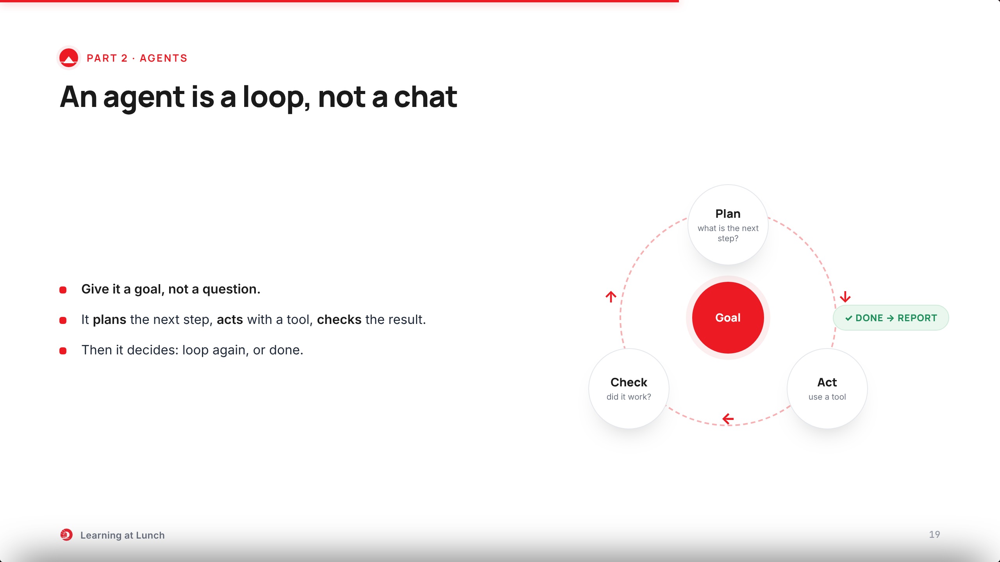 PART 2 · AGENTS
An agent is a loop, not a chat
Give it a goal, not a question.
It plans the next step, acts with a tool, checks the result.
Then it decides: loop again, or done.
Plan
what is the next
step?
↑
↓
Goal
✓ DONE → REPORT
Check
did it work?
Act
use a tool
←
Learning at Lunch
19